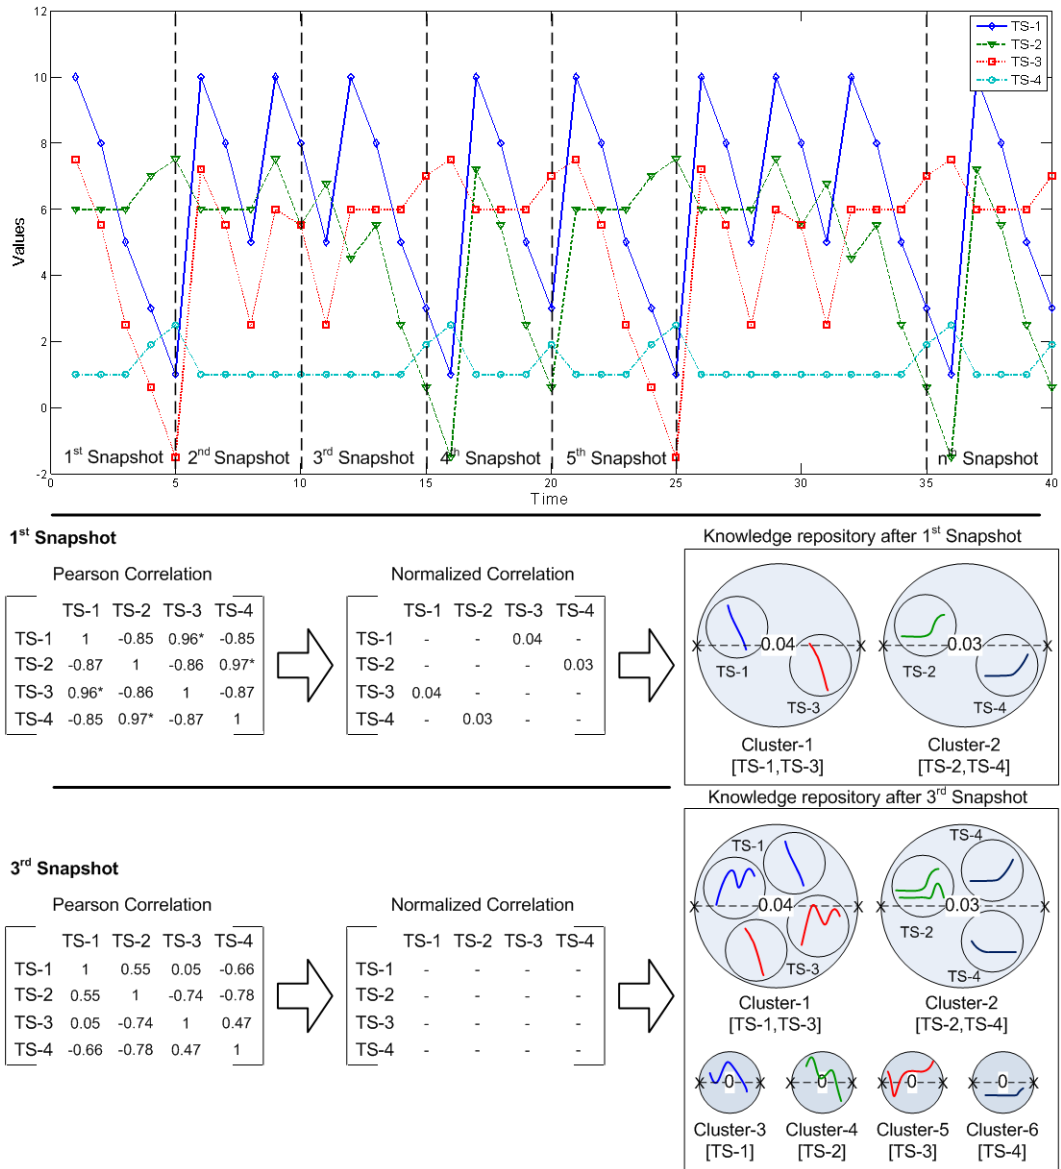 12
10
8
6
4
2
0
-2
Values
TS-1
TS-2
TS-3
TS-4
1st Snapshot 2nd Snapshot 3rd Snapshot 4th Snapshot 5th Snapshot nth Snapshot
0 5 10 15 20 25 30 35 40
Time
1st Snapshot
Pearson Correlation
TS-1 TS-2 TS-3 TS-4
TS-1 1 -0.85 0.96* -0.85
TS-2 -0.87 1 -0.86 0.97*
TS-3 0.96* -0.86 1 -0.87
TS-4 -0.85 0.97* -0.87 1
Normalized Correlation
TS-1 TS-2 TS-3 TS-4
TS-1 - - 0.04 -
TS-2 - - - 0.03
TS-3 0.04 - - -
TS-4 - 0.03 - -
Knowledge repository after 1st Snapshot
X 0.04 X
TS-1
TS-3
Cluster-1
[TS-1,TS-3]
X 0.03 X
TS-2
TS-4
Cluster-2
[TS-2,TS-4]
3rd Snapshot
Pearson Correlation
TS-1 TS-2 TS-3 TS-4
TS-1 1 0.55 0.05 -0.66
TS-2 0.55 1 -0.74 -0.78
TS-3 0.05 -0.74 1 0.47
TS-4 -0.66 -0.78 0.47 1
Normalized Correlation
TS-1 TS-2 TS-3 TS-4
TS-1 - - - -
TS-2 - - - -
TS-3 - - - -
TS-4 - - - -
Knowledge repository after 3rd Snapshot
TS-1
X 0.04 X
TS-3
Cluster-1
[TS-1,TS-3]
TS-4
X 0.03 X
TS-2
TS-4
Cluster-2
[TS-2,TS-4]
X 0 X
Cluster-3
[TS-1]
X 0 X
Cluster-4
[TS-2]
X 0 X
Cluster-5
[TS-3]
X 0 X
Cluster-6
[TS-4]